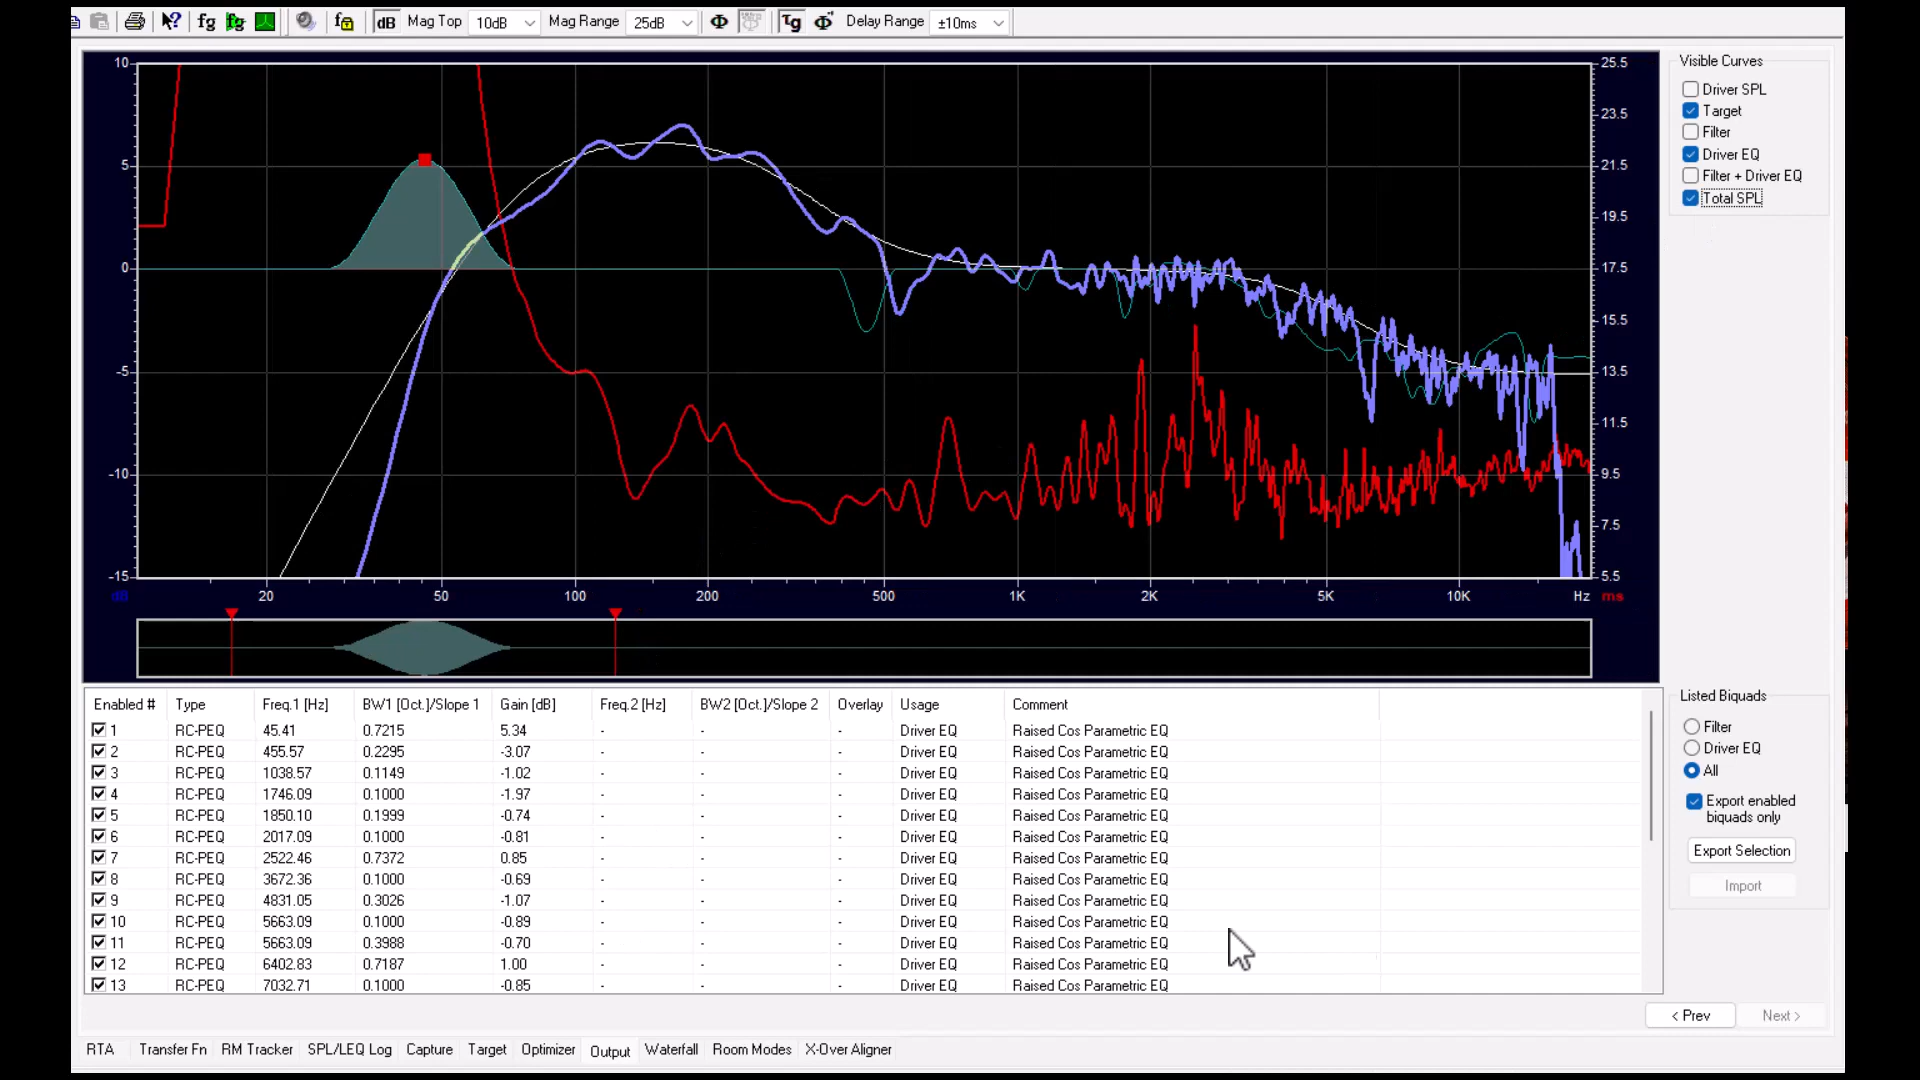 fg fg dB Mag Top 10dB Mag Range 25dB Φ Tg Φ Delay Range ±10ms
10 25.5
23.5
5 21.5
19.5
0 17.5
15.5
-5 13.5
11.5
-10 9.5
7.5
-15 5.5
dB 20 50 100 200 500 1K 2K 5K 10K Hz ms
Visible Curves
Driver SPL
Target
Filter
Driver EQ
Filter + Driver EQ
Total SPL
Enabled # Type Freq.1 [Hz] BW1 [Oct.]/Slope 1 Gain [dB] Freq.2 [Hz] BW2 [Oct.]/Slope 2 Overlay Usage Comment
1 RC-PEQ 45.41 0.7215 5.34 - - - Driver EQ Raised Cos Parametric EQ
2 RC-PEQ 455.57 0.2295 -3.07 - - - Driver EQ Raised Cos Parametric EQ
3 RC-PEQ 1038.57 0.1149 -1.02 - - - Driver EQ Raised Cos Parametric EQ
4 RC-PEQ 1746.09 0.1000 -1.97 - - - Driver EQ Raised Cos Parametric EQ
5 RC-PEQ 1850.10 0.1999 -0.74 - - - Driver EQ Raised Cos Parametric EQ
6 RC-PEQ 2017.09 0.1000 -0.81 - - - Driver EQ Raised Cos Parametric EQ
7 RC-PEQ 2522.46 0.7372 0.85 - - - Driver EQ Raised Cos Parametric EQ
8 RC-PEQ 3672.36 0.1000 -0.69 - - - Driver EQ Raised Cos Parametric EQ
9 RC-PEQ 4831.05 0.3026 -1.07 - - - Driver EQ Raised Cos Parametric EQ
10 RC-PEQ 5663.09 0.1000 -0.89 - - - Driver EQ Raised Cos Parametric EQ
11 RC-PEQ 5663.09 0.3988 -0.70 - - - Driver EQ Raised Cos Parametric EQ
12 RC-PEQ 6402.83 0.7187 1.00 - - - Driver EQ Raised Cos Parametric EQ
13 RC-PEQ 7032.71 0.1000 -0.85 - - - Driver EQ Raised Cos Parametric EQ
Listed Biquads
Filter
Driver EQ
All
Export enabled
biquads only
Export Selection
Import
< Prev Next >
RTA Transfer Fn RM Tracker SPL/LEQ Log Capture Target Optimizer Output Waterfall Room Modes X-Over Aligner